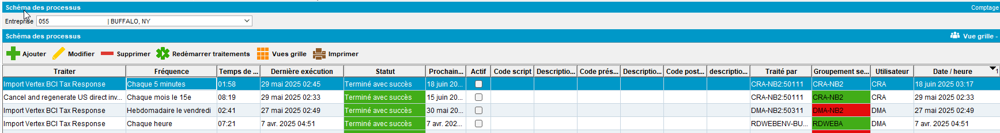 Schéma des processus Comptage
Entreprise 055 | BUFFALO, NY
Schéma des processus Vue grille -
Ajouter Modifier Supprimer Redémarrer traitements Vues grille Imprimer
Traiter Fréquence Temps de ... Dernière exécution Statut Prochain... Actif Code script Descriptio... Code prés... Descriptio... Code post... descriptio... Traité par Groupement se... Utilisateur Date / heure 1
Import Vertex BCI Tax Response Chaque 5 minutes 01:58 29 mai 2025 02:45 Terminé avec succès 18 juin 20... CRA-NB2:50111 CRA-NB2 CRA 18 juin 2025 03:17
Cancel and regenerate US direct inv... Chaque mois le 15e 08:19 29 mai 2025 02:33 Terminé avec succès 15 juin 20... CRA-NB2:50111 CRA-NB2 CRA 29 mai 2025 02:33
Import Vertex BCI Tax Response Hebdomadaire le vendredi 02:41 27 mai 2025 02:49 Terminé avec succès 30 mai 20... DMA-NB2:50311 DMA-NB2 DMA 27 mai 2025 02:49
Import Vertex BCI Tax Response Chaque heure 07:21 7 avr. 2025 04:51 Terminé avec succès 7 avr. 202... RDWEBENV-BU... RDWEBA DMA 7 avr. 2025 04:51